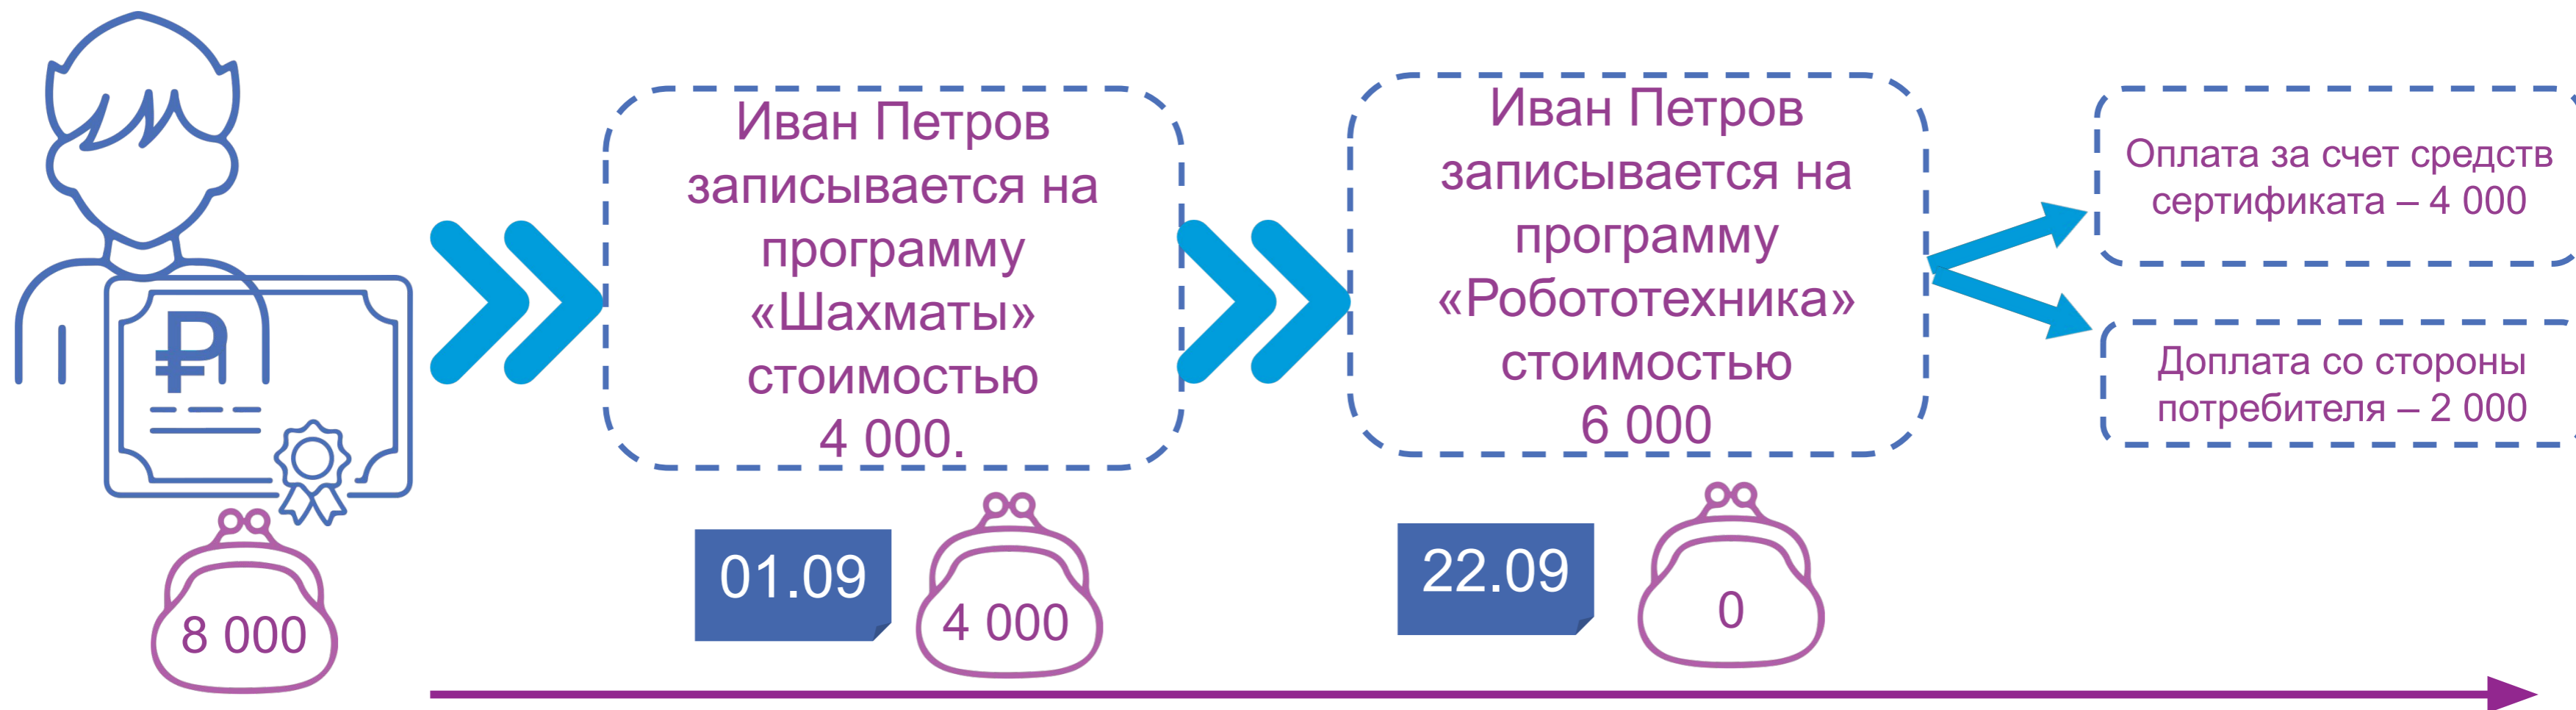 Иван Петров
записывается на
программу
«Шахматы»
стоимостью
4 000.
Иван Петров
записывается на
программу
«Робототехника»
стоимостью
6 000
Оплата за счет средств
сертификата – 4 000
Доплата со стороны
потребителя – 2 000
₽
8 000
01.09
4 000
22.09
0